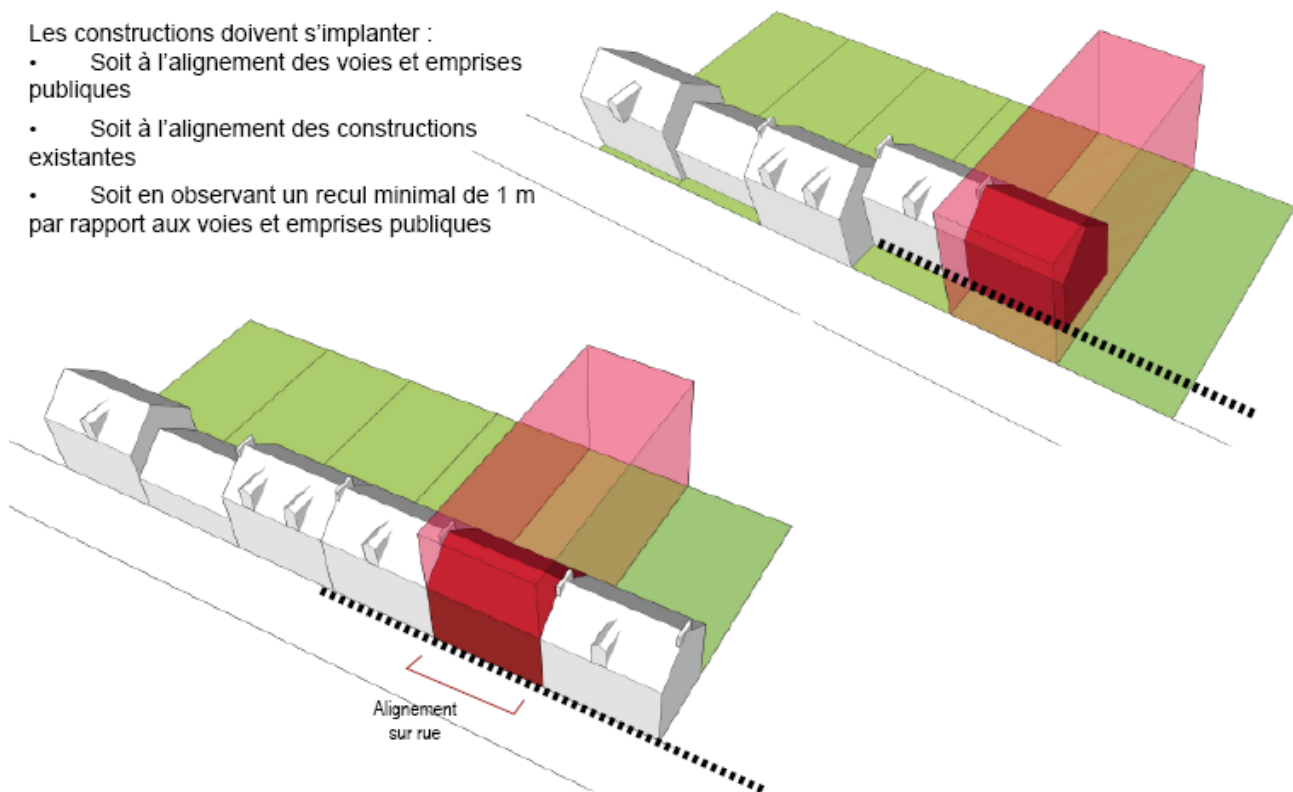 Les constructions doivent s’implanter :
• Soit à l’alignement des voies et emprises
publiques
• Soit à l’alignement des constructions
existantes
• Soit en observant un recul minimal de 1 m
par rapport aux voies et emprises publiques
Alignement
sur rue